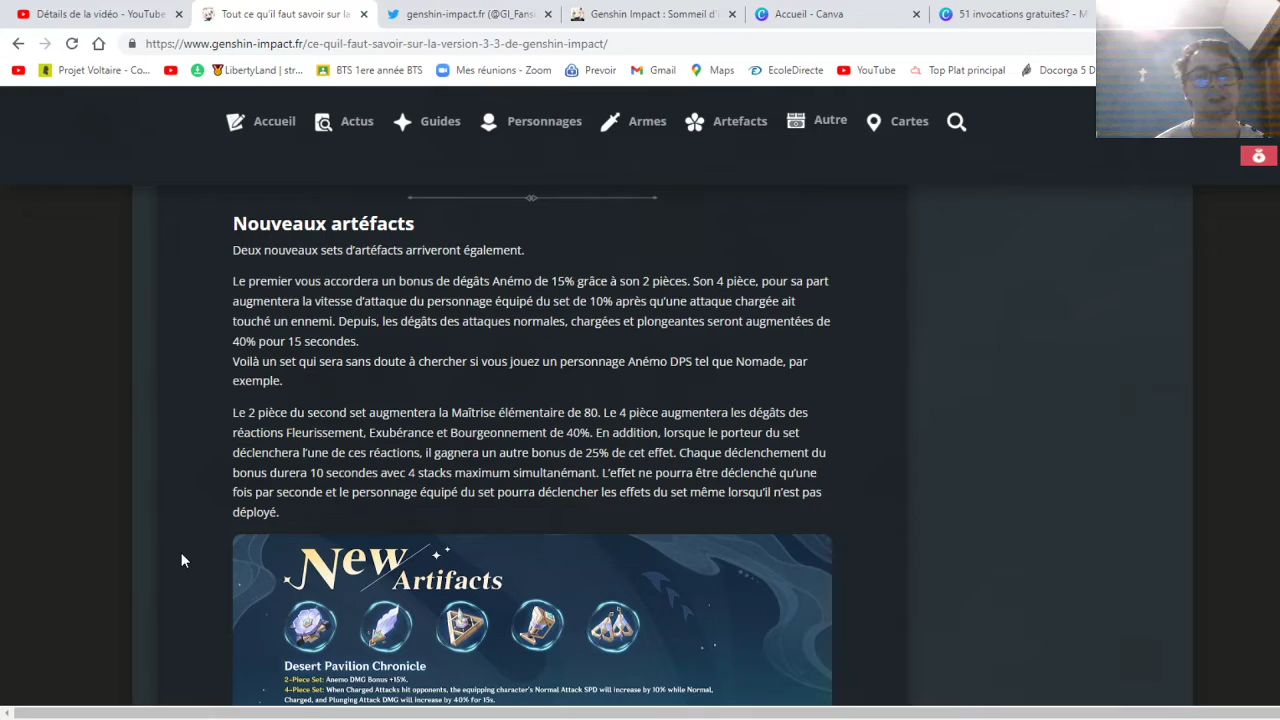 Détails de la vidéo - YouTube
Tout ce qu'il faut savoir sur la
genshin-impact.fr (@GI_Fansi
Genshin Impact : Sommeil d'
Accueil - Canva
51 invocations gratuites? - M
https://www.genshin-impact.fr/ce-quil-faut-savoir-sur-la-version-3-3-de-genshin-impact/
Projet Voltaire - Co...
LibertyLand | str...
BTS 1ere année BTS
Mes réunions - Zoom
Prevoir
Gmail
Maps
EcoleDirecte
YouTube
Top Plat principal
Docorga 5 D
Accueil
Actus
Guides
Personnages
Armes
Artefacts
Autre
Cartes
Nouveaux artéfacts
Deux nouveaux sets d'artéfacts arriveront également.
Le premier vous accordera un bonus de dégâts Anémo de 15% grâce à son 2 pièces. Son 4 pièce, pour sa part
augmentera la vitesse d'attaque du personnage équipé du set de 10% après qu'une attaque chargée ait
touché un ennemi. Depuis, les dégâts des attaques normales, chargées et plongeantes seront augmentées de
40% pour 15 secondes.
Voilà un set qui sera sans doute à chercher si vous jouez un personnage Anémo DPS tel que Nomade, par
exemple.
Le 2 pièce du second set augmentera la Maîtrise élémentaire de 80. Le 4 pièce augmentera les dégâts des
réactions Fleurissement, Exubérance et Bourgeonnement de 40%. En addition, lorsque le porteur du set
déclenchera l'une de ces réactions, il gagnera un autre bonus de 25% de cet effet. Chaque déclenchement du
bonus durera 10 secondes avec 4 stacks maximum simultanémant. L'effet ne pourra être déclenché qu'une
fois par seconde et le personnage équipé du set pourra déclencher les effets du set même lorsqu'il n'est pas
déployé.
New
Artifacts
Desert Pavilion Chronicle
2-Piece Set: Anemo DMG Bonus +15%.
4-Piece Set: When Charged Attacks hit opponents, the equipping character's Normal Attack SPD will increase by 10% while Normal,
Charged, and Plunging Attack DMG will increase by 40% for 15s.